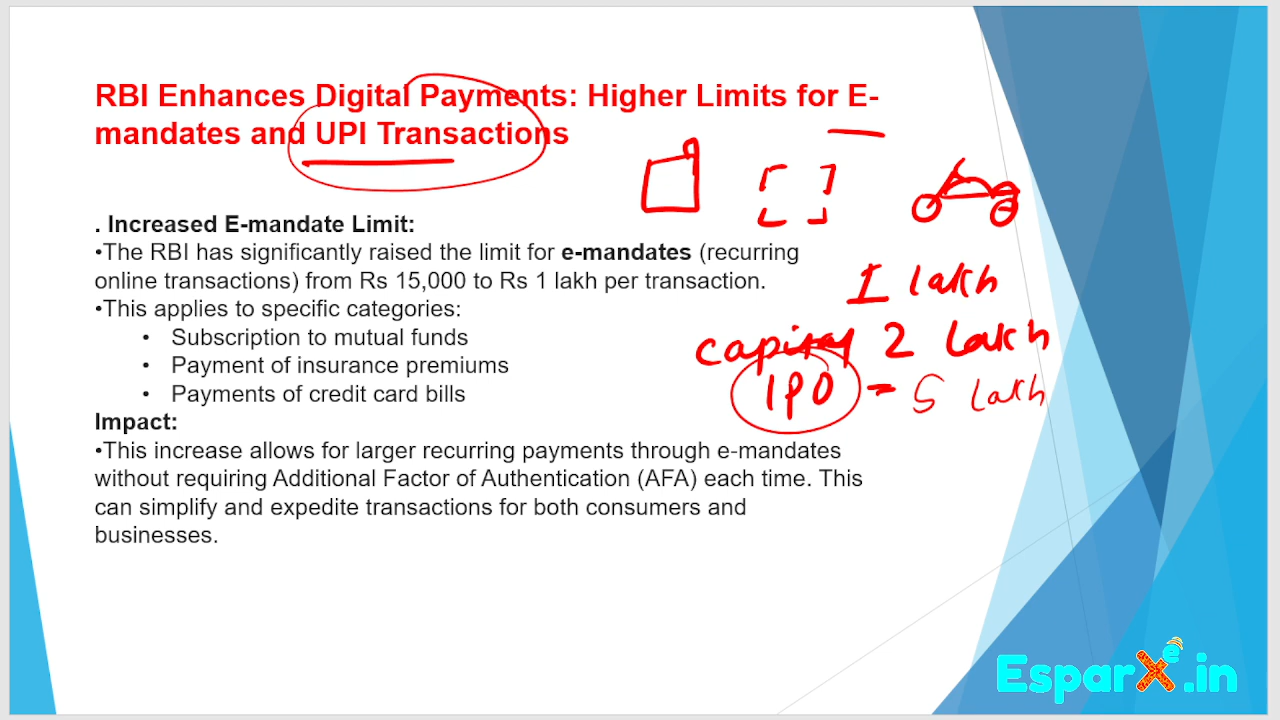 RBI Enhances Digital Payments: Higher Limits for E-
mandates and UPI Transactions
. Increased E-mandate Limit:
•The RBI has significantly raised the limit for e-mandates (recurring
online transactions) from Rs 15,000 to Rs 1 lakh per transaction.
•This applies to specific categories:
• Subscription to mutual funds
• Payment of insurance premiums
• Payments of credit card bills
Impact:
•This increase allows for larger recurring payments through e-mandates
without requiring Additional Factor of Authentication (AFA) each time. This
can simplify and expedite transactions for both consumers and
businesses.
1 lakh
capital 2 lakh
IPO = 5 lakh
EsparXe.in